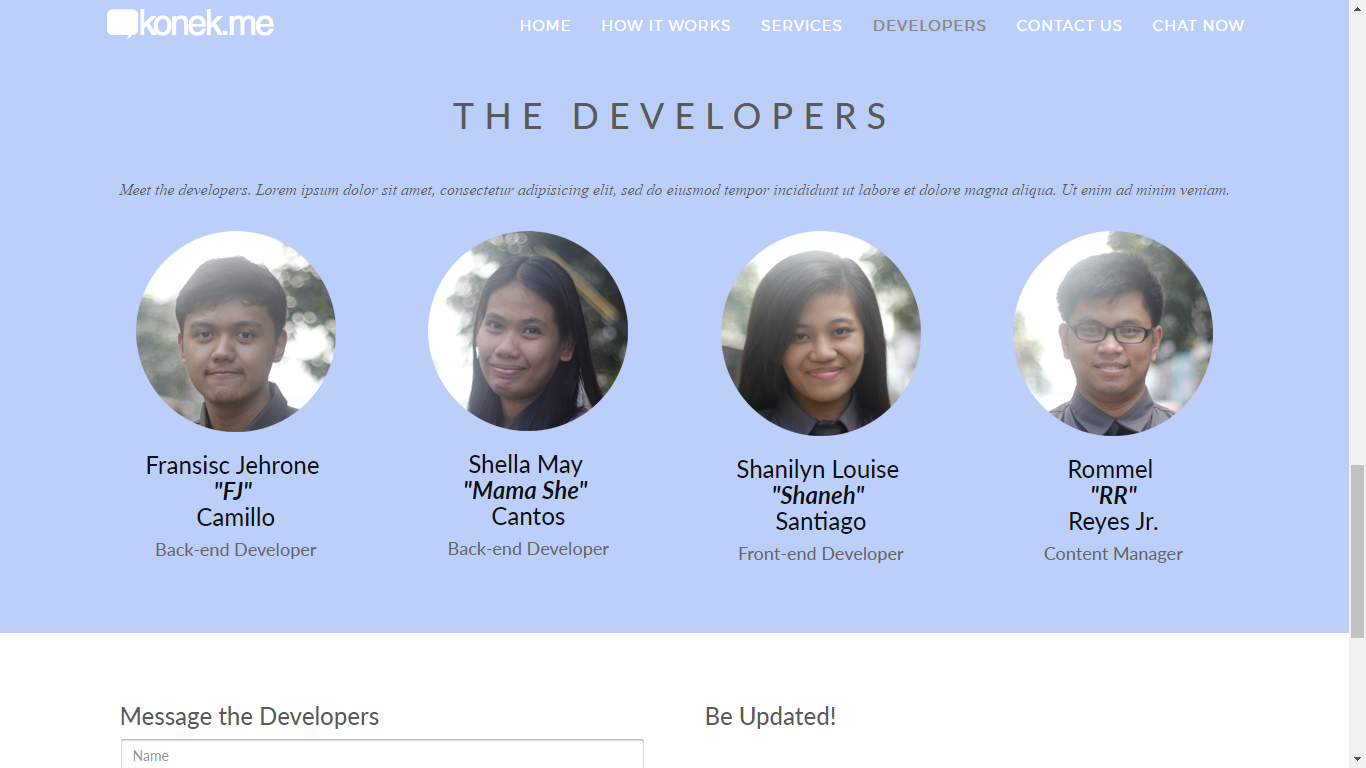 konek.me
HOME HOW IT WORKS SERVICES DEVELOPERS CONTACT US CHAT NOW
THE DEVELOPERS
Meet the developers. Lorem ipsum dolor sit amet, consectetur adipisicing elit, sed do eiusmod tempor incididunt ut labore et dolore magna aliqua. Ut enim ad minim veniam.
Fransisc Jehrone
"FJ"
Camillo
Back-end Developer
Shella May
"Mama She"
Cantos
Back-end Developer
Shanilyn Louise
"Shaneh"
Santiago
Front-end Developer
Rommel
"RR"
Reyes Jr.
Content Manager
Message the Developers
Name
Be Updated!